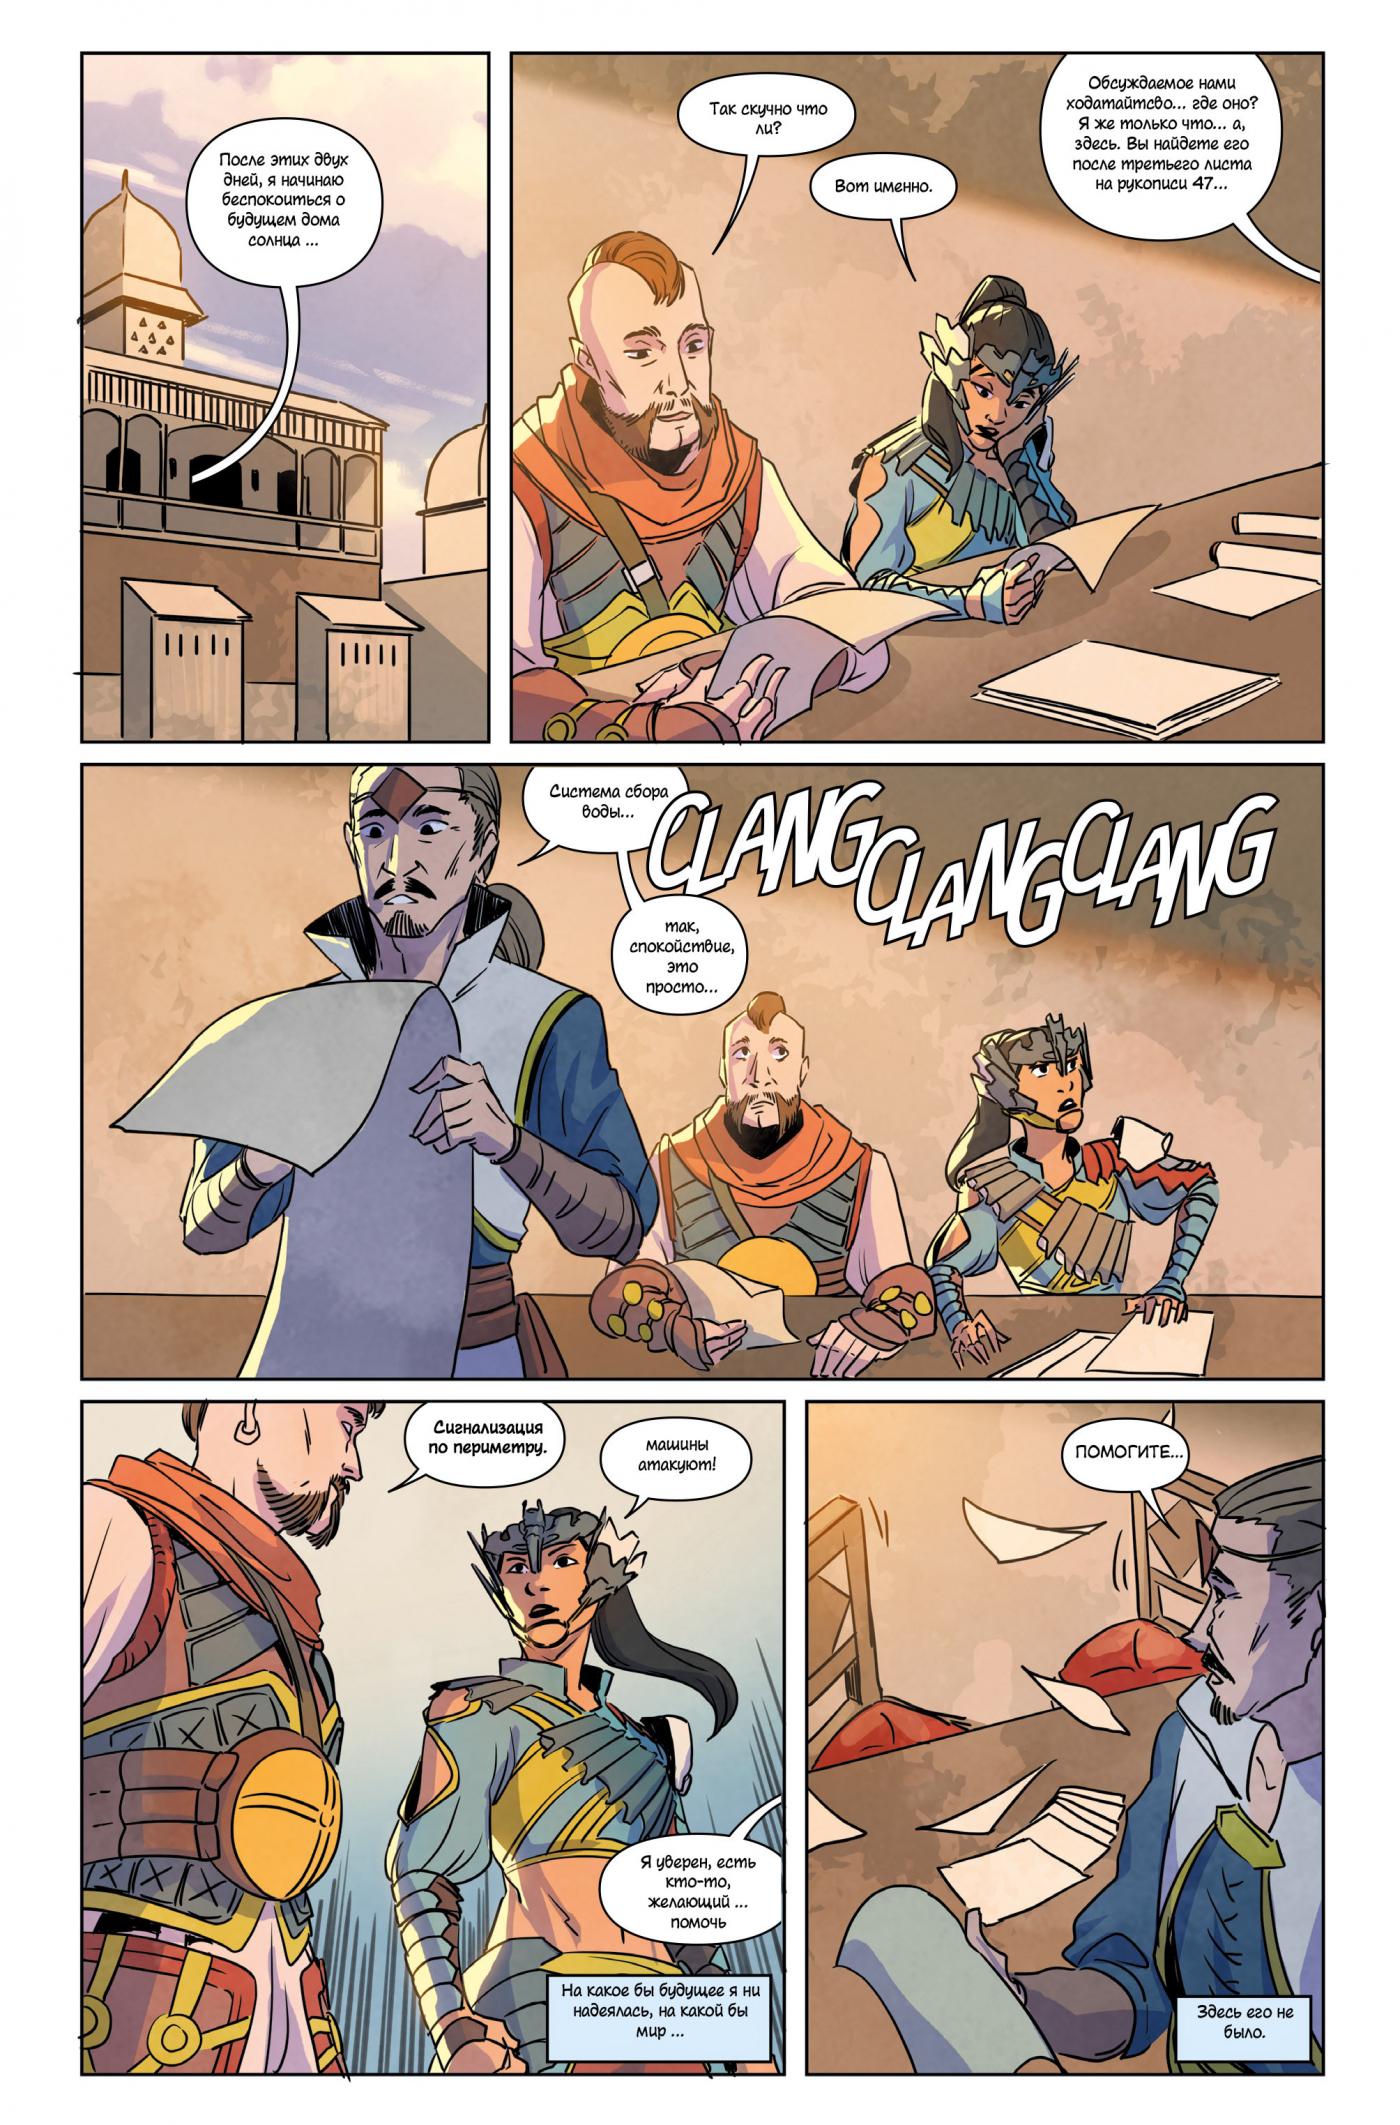 После этих двух
дней, я начинаю
беспокоиться о
будущем дома
солнца ...
Так скучно что
ли?
Вот именно.
Обсуждаемое нами
ходатайтсво... где оно?
Я же только что... а,
здесь. Вы найдете его
после третьего листа
на рукописи 47...
Система сбора
воды...
CLANG CLANG CLANG
так,
спокойствие,
это
просто...
Сигнализация
по периметру.
машины
атакуют!
Я уверен, есть
кто-то,
желающий ...
помочь
На какое бы будущее я ни
надеялась, на какой бы
мир ...
ПОМОГИТЕ...
Здесь его не
было.